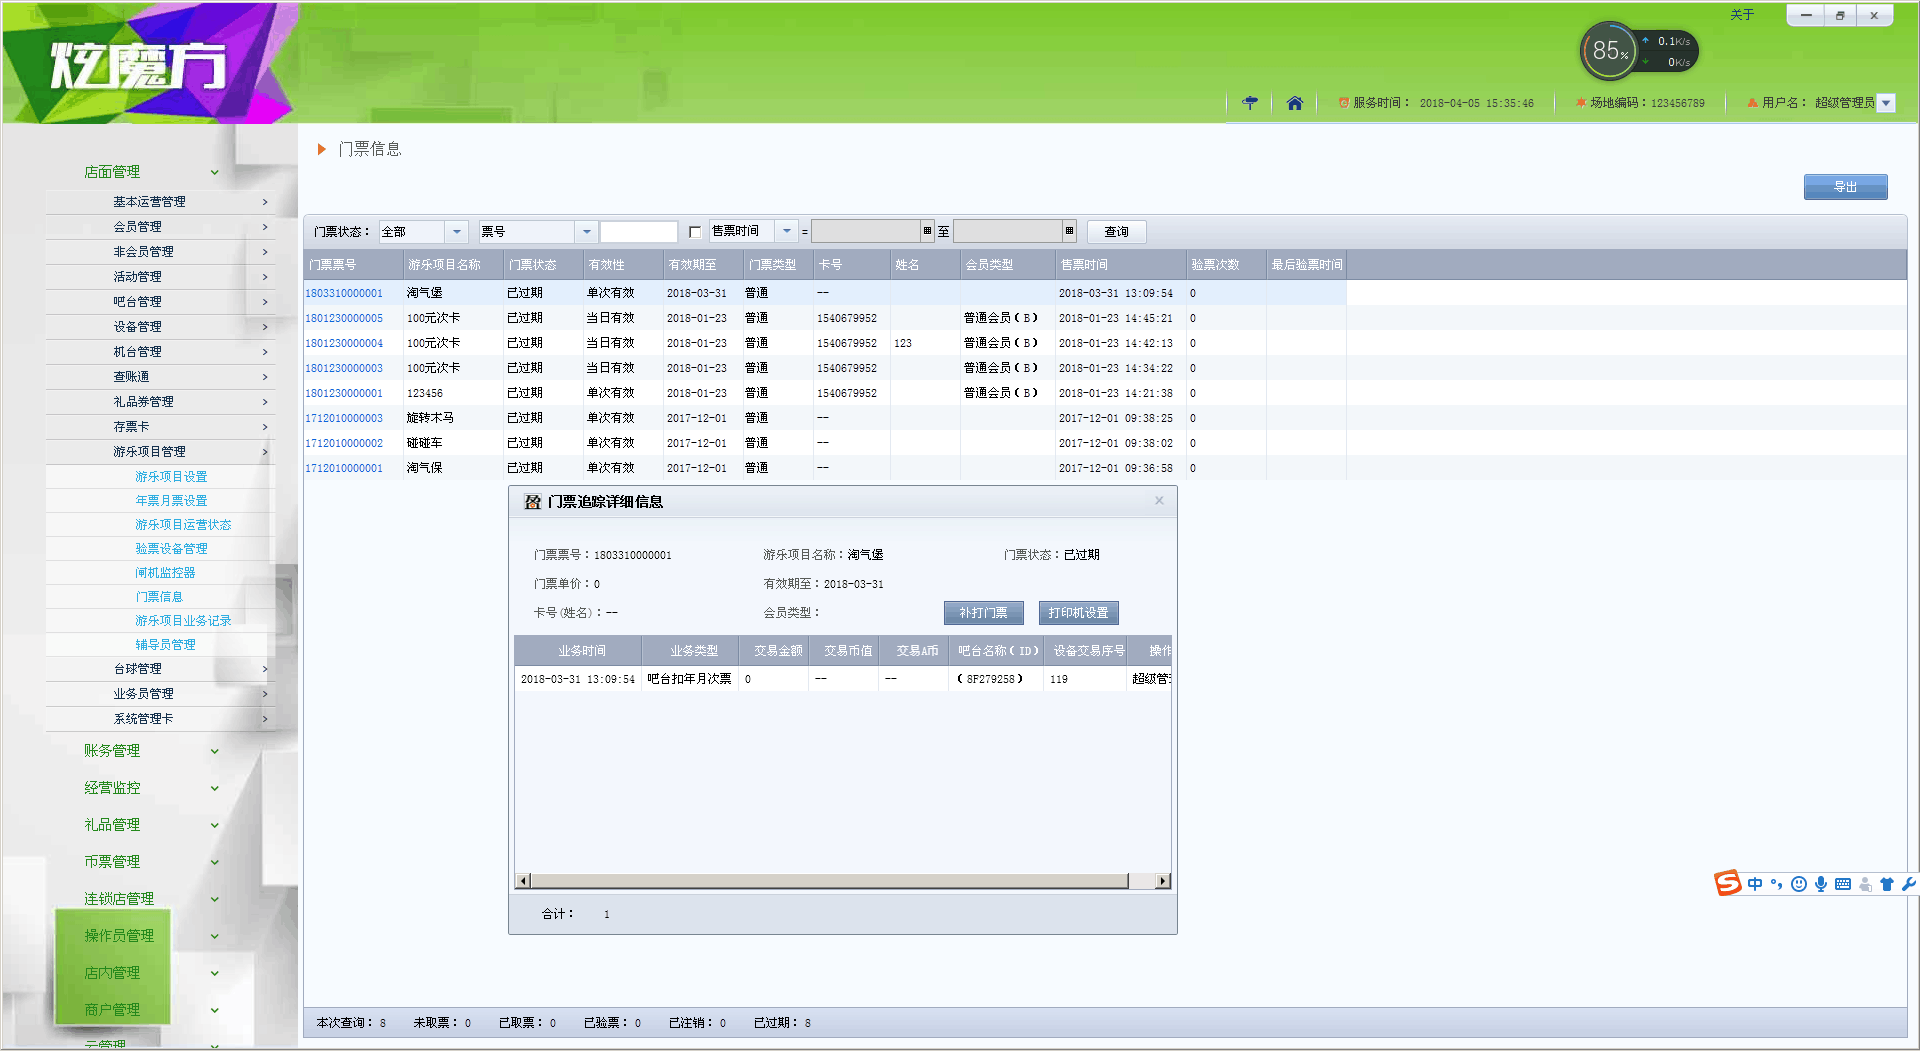 炫魔方
关于
85%
0.1K/s
0K/s
服务时间： 2018-04-05 15:35:46
场地编码：123456789
用户名： 超级管理员
店面管理
基本运营管理
会员管理
非会员管理
活动管理
吧台管理
设备管理
机台管理
查账通
礼品券管理
存票卡
游乐项目管理
游乐项目设置
年票月票设置
游乐项目运营状态
验票设备管理
闸机监控器
门票信息
游乐项目业务记录
辅导员管理
台球管理
业务员管理
系统管理卡
账务管理
经营监控
礼品管理
币票管理
连锁店管理
操作员管理
店内管理
商户管理
云管理
门票信息
导出
门票状态： 全部 票号 售票时间 = 至 查询
门票票号 游乐项目名称 门票状态 有效性 有效期至 门票类型 卡号 姓名 会员类型 售票时间 验票次数 最后验票时间
1803310000001 淘气堡 已过期 单次有效 2018-03-31 普通 -- 2018-03-31 13:09:54 0
1801230000005 100元次卡 已过期 当日有效 2018-01-23 普通 1540679952 普通会员(B) 2018-01-23 14:45:21 0
1801230000004 100元次卡 已过期 当日有效 2018-01-23 普通 1540679952 123 普通会员(B) 2018-01-23 14:42:13 0
1801230000003 100元次卡 已过期 当日有效 2018-01-23 普通 1540679952 普通会员(B) 2018-01-23 14:34:22 0
1801230000001 123456 已过期 单次有效 2018-01-23 普通 1540679952 普通会员(B) 2018-01-23 14:21:38 0
1712010000003 旋转木马 已过期 单次有效 2017-12-01 普通 -- 2017-12-01 09:38:25 0
1712010000002 碰碰车 已过期 单次有效 2017-12-01 普通 -- 2017-12-01 09:38:02 0
1712010000001 淘气保 已过期 单次有效 2017-12-01 普通 -- 2017-12-01 09:36:58 0
门票追踪详细信息
门票票号：1803310000001 游乐项目名称：淘气堡 门票状态：已过期
门票单价：0 有效期至：2018-03-31
卡号(姓名)：-- 会员类型： 补打门票 打印机设置
业务时间 业务类型 交易金额 交易币值 交易A币 吧台名称(ID) 设备交易序号 操作
2018-03-31 13:09:54 吧台扣年月次票 0 -- -- (8F279258) 119 超级管
合计： 1
中
本次查询：8 未取票：0 已取票：0 已验票：0 已注销：0 已过期：8